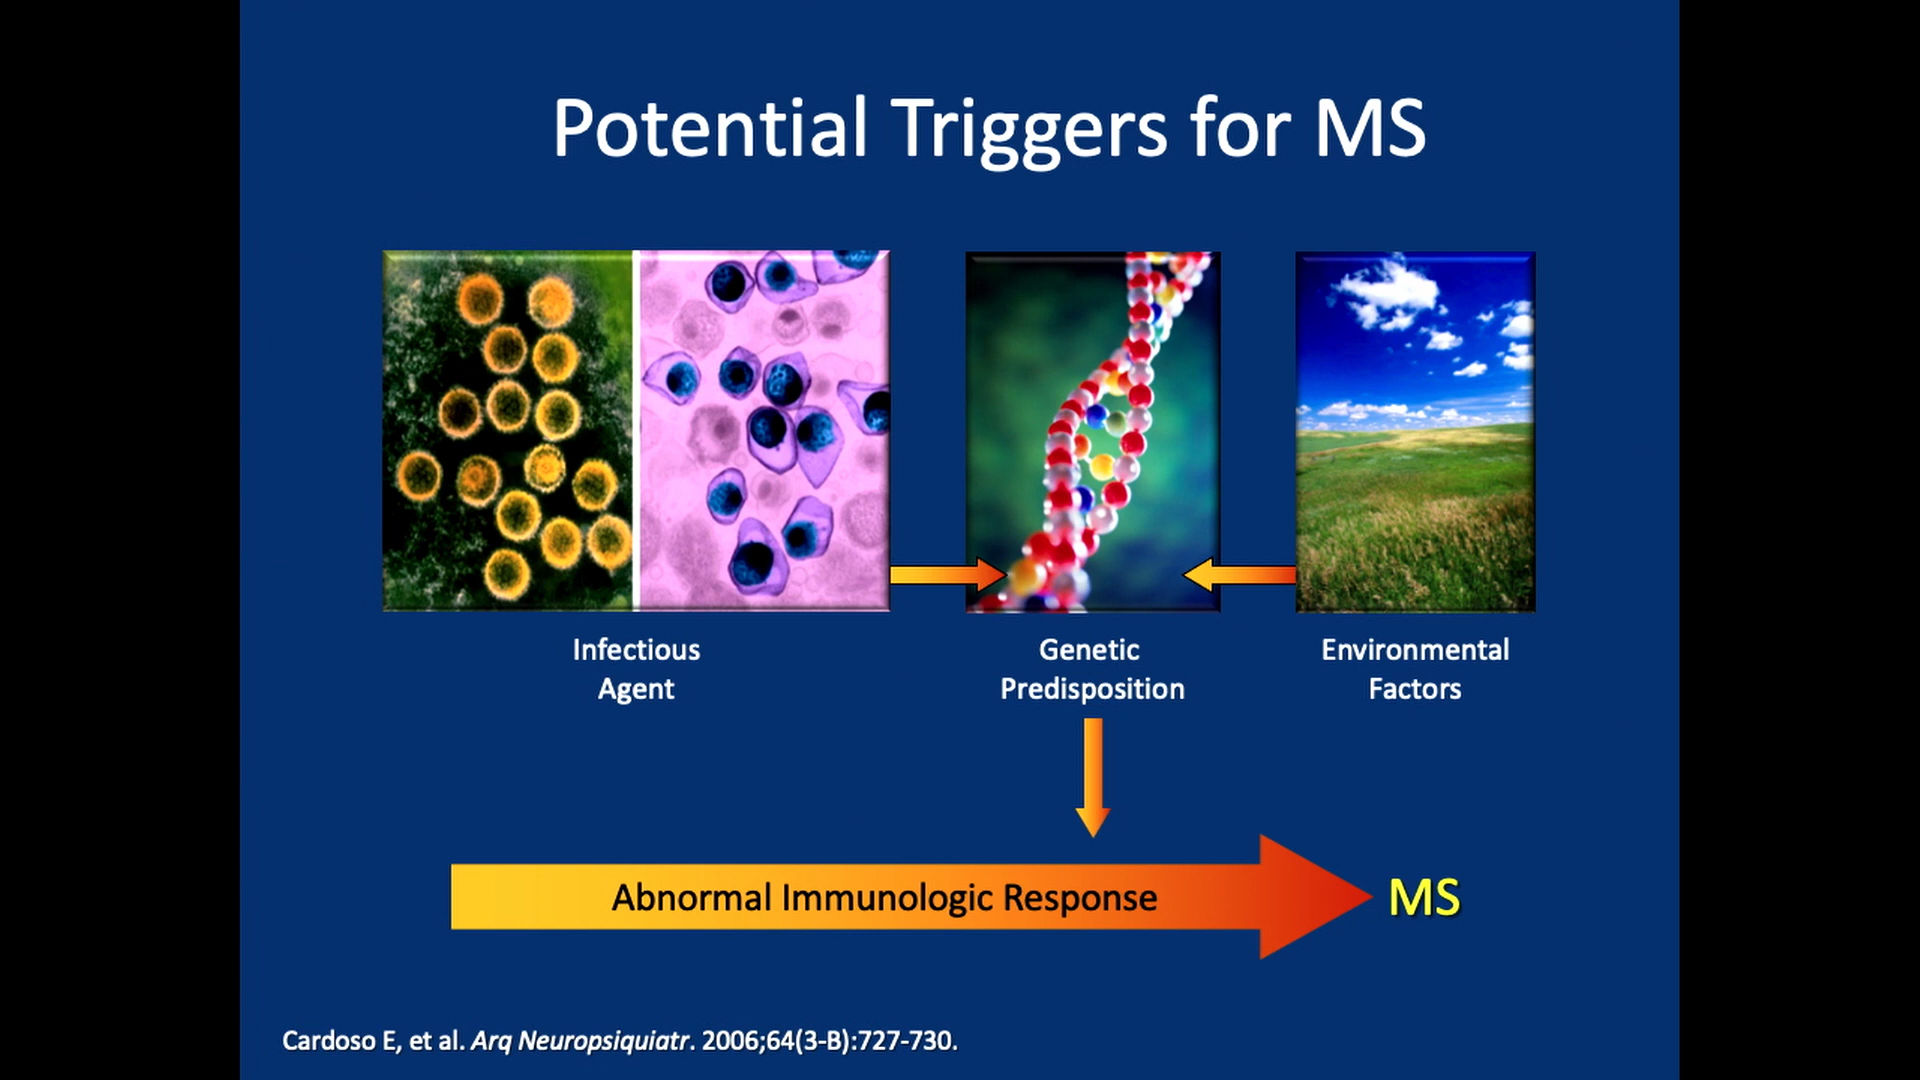 Potential Triggers for MS
Infectious
Agent
Genetic
Predisposition
Environmental
Factors
Abnormal Immunologic Response
MS
Cardoso E, et al. Arq Neuropsiquiatr. 2006;64(3-B):727-730.